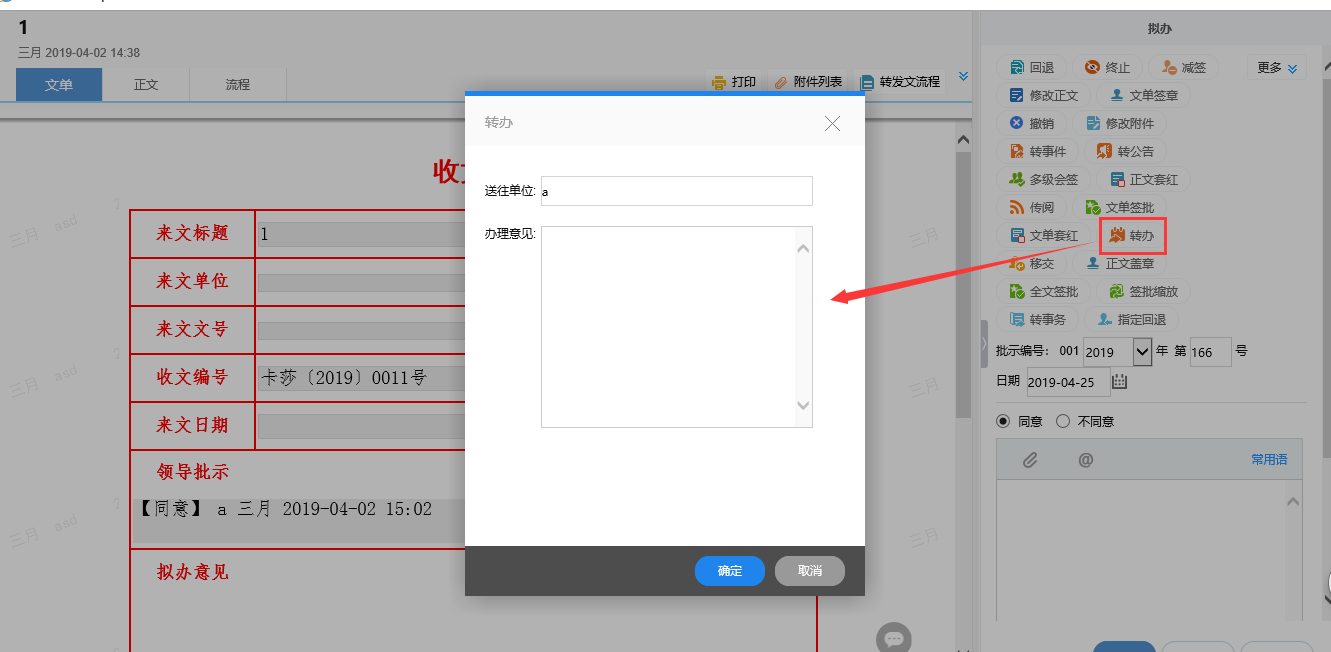 1
三月 2019-04-02 14:38
文单 正文 流程
打印 附件列表 转发文流程
收文
来文标题 1
来文单位
来文文号
收文编号 卡莎〔2019〕0011号
来文日期
领导批示
【同意】 a 三月 2019-04-02 15:02
拟办意见
三月 asd
三月 asd
三月 asd
三月
三月
三月
转办
送往单位: a
办理意见:
确定 取消
拟办
回退 终止 减签 更多
修改正文 文单签章
撤销 修改附件
转事件 转公告
多级会签 正文套红
传阅 文单签批
文单套红 转办
移交 正文盖章
全文签批 签批缩放
转事务 指定回退
批示编号: 001 2019 年 第 166 号
日期 2019-04-25
同意 不同意
@ 常用语